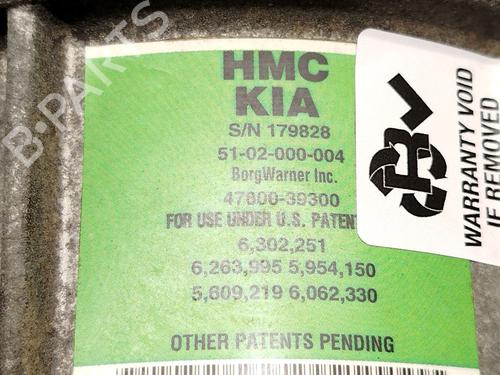 HMC
KIA
S/N 179828
51-02-000-004
BorgWarner Inc.
47800-39300
FOR USE UNDER U.S. PATENT
6,302,251
6,263,995 5,954,150
5,609,219 6,062,330
OTHER PATENTS PENDING
WARRANTY VOID
IF REMOVED
B-PARTS